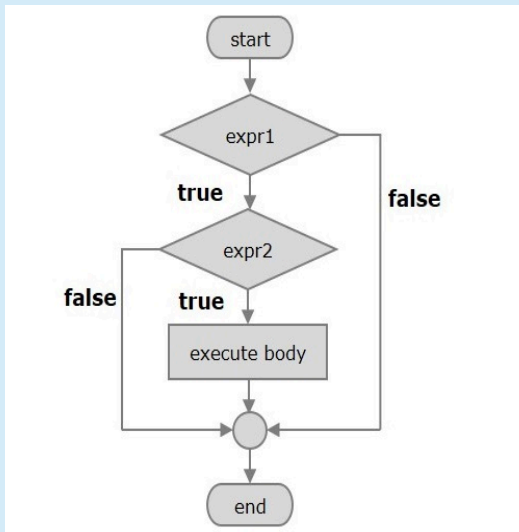 start
expr1
true
false
expr2
false
true
execute body
end